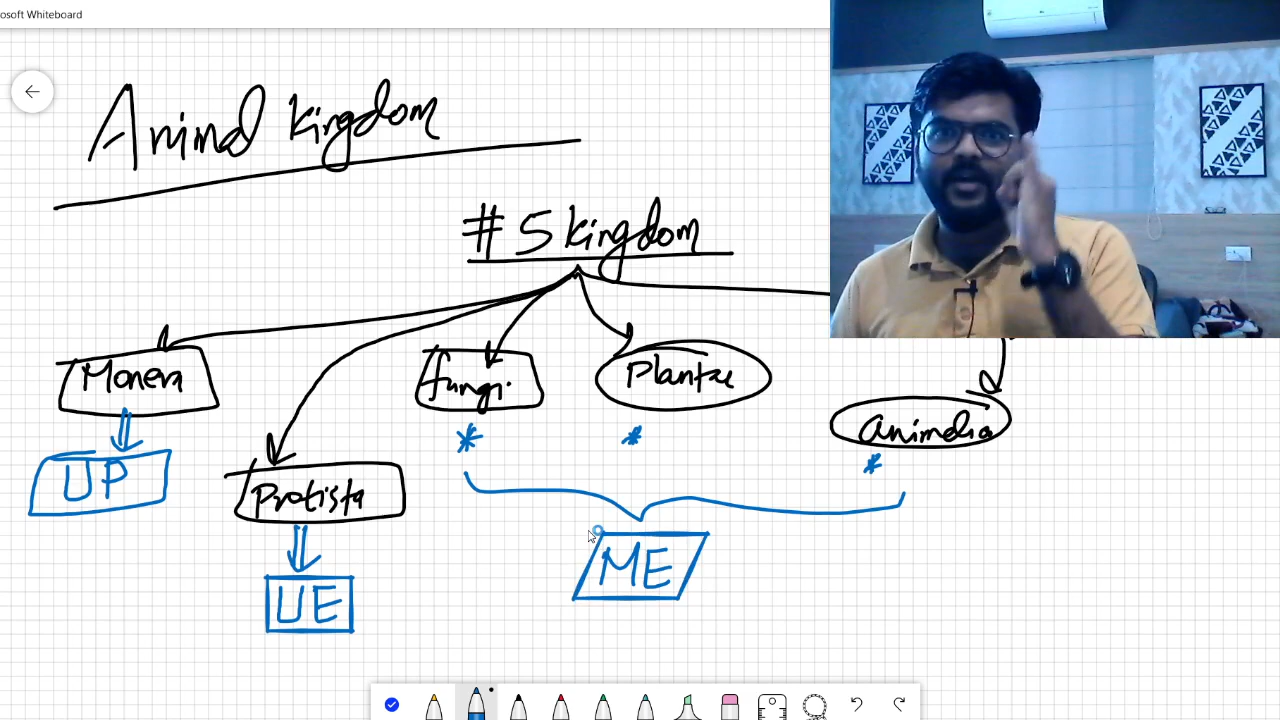 osoft Whiteboard
Animal kingdom
# 5 kingdom
Monera
fungi
Plantae
animalia
UP
Protista
ME
UE